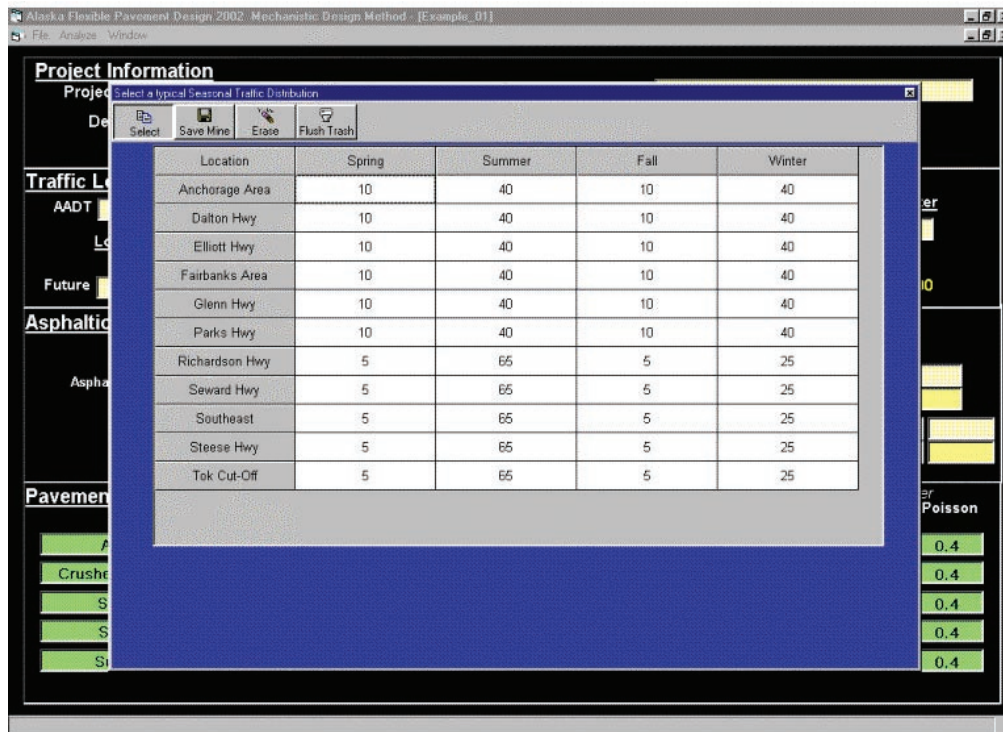 Alaska Flexible Pavement Design 2002 Mechanistic Design Method - [Example_01]
File Analyze Window
Project Information
Select a typical Seasonal Traffic Distribution
Select Save Mine Erase Flush Trash
Location Spring Summer Fall Winter
Anchorage Area 10 40 10 40
Dalton Hwy 10 40 10 40
Elliott Hwy 10 40 10 40
Fairbanks Area 10 40 10 40
Glenn Hwy 10 40 10 40
Parks Hwy 10 40 10 40
Richardson Hwy 5 65 5 25
Seward Hwy 5 65 5 25
Southeast 5 65 5 25
Steese Hwy 5 65 5 25
Tok Cut-Off 5 65 5 25
AADT
Future
Poisson
0.4
0.4
0.4
0.4
0.4